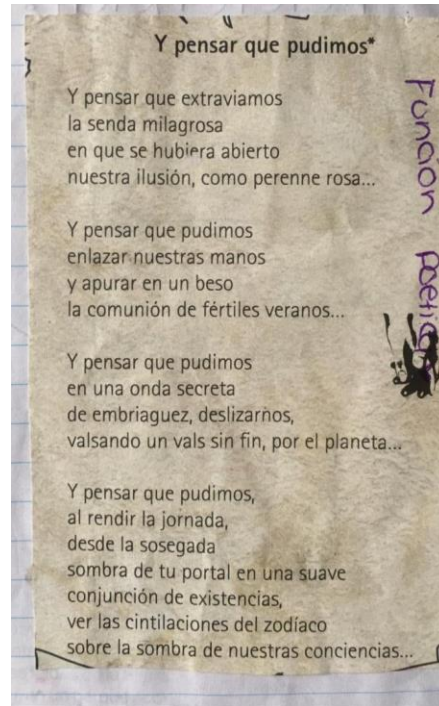 Y pensar que pudimos*
Y pensar que extraviamos
la senda milagrosa
en que se hubiera abierto
nuestra ilusión, como perenne rosa...
Y pensar que pudimos
enlazar nuestras manos
y apurar en un beso
la comunión de fértiles veranos...
Y pensar que pudimos
en una onda secreta
de embriaguez, deslizarnos,
valsando un vals sin fin, por el planeta...
Y pensar que pudimos,
al rendir la jornada,
desde la sosegada
sombra de tu portal en una suave
conjunción de existencias,
ver las cintilaciones del zodíaco
sobre la sombra de nuestras conciencias...
Función poética